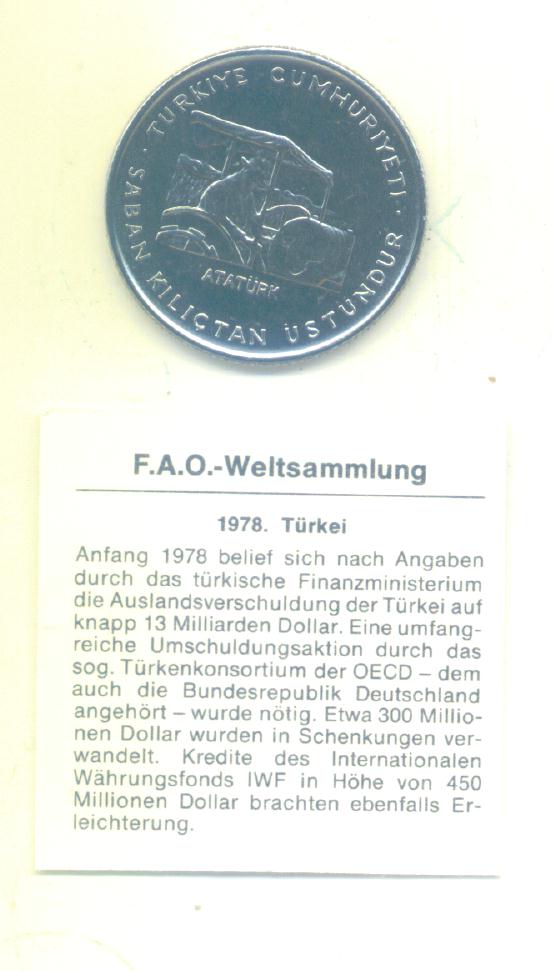 TÜRKİYE CUMHURİYETİ
SABAN KILIÇTAN ÜSTÜNDÜR
ATATÜRK
F.A.O.-Weltsammlung
1978. Türkei
Anfang 1978 belief sich nach Angaben
durch das türkische Finanzministerium
die Auslandsverschuldung der Türkei auf
knapp 13 Milliarden Dollar. Eine umfang-
reiche Umschuldungsaktion durch das
sog. Türkenkonsortium der OECD – dem
auch die Bundesrepublik Deutschland
angehört – wurde nötig. Etwa 300 Millio-
nen Dollar wurden in Schenkungen ver-
wandelt. Kredite des Internationalen
Währungsfonds IWF in Höhe von 450
Millionen Dollar brachten ebenfalls Er-
leichterung.